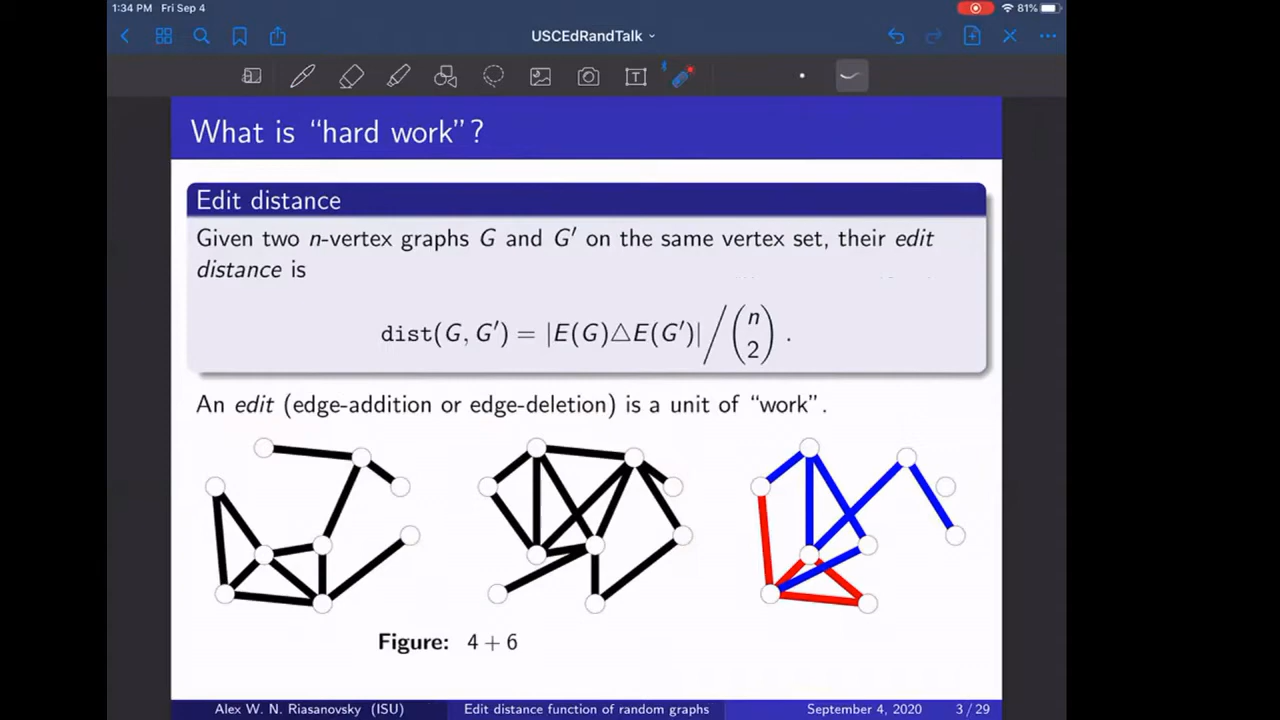 1:34 PM Fri Sep 4
81%
USCEdRandTalk
T
What is “hard work”?
Edit distance
Given two n-vertex graphs G and G′ on the same vertex set, their edit
distance is
dist(G, G′) = |E(G)△E(G′)| / (n 2) .
An edit (edge-addition or edge-deletion) is a unit of “work”.
Figure: 4 + 6
Alex W. N. Riasanovsky (ISU) Edit distance function of random graphs September 4, 2020 3 / 29